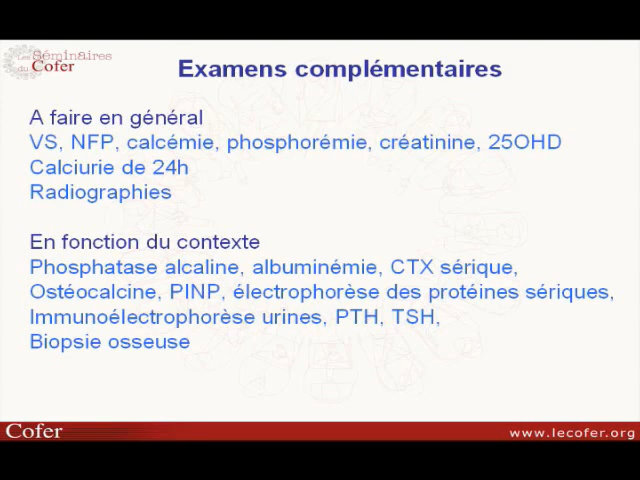 Les Séminaires
du Cofer
Examens complémentaires
A faire en général
VS, NFP, calcémie, phosphorémie, créatinine, 25OHD
Calciurie de 24h
Radiographies
En fonction du contexte
Phosphatase alcaline, albuminémie, CTX sérique,
Ostéocalcine, PINP, électrophorèse des protéines sériques,
Immunoélectrophorèse urines, PTH, TSH,
Biopsie osseuse
Cofer
www.lecofer.org